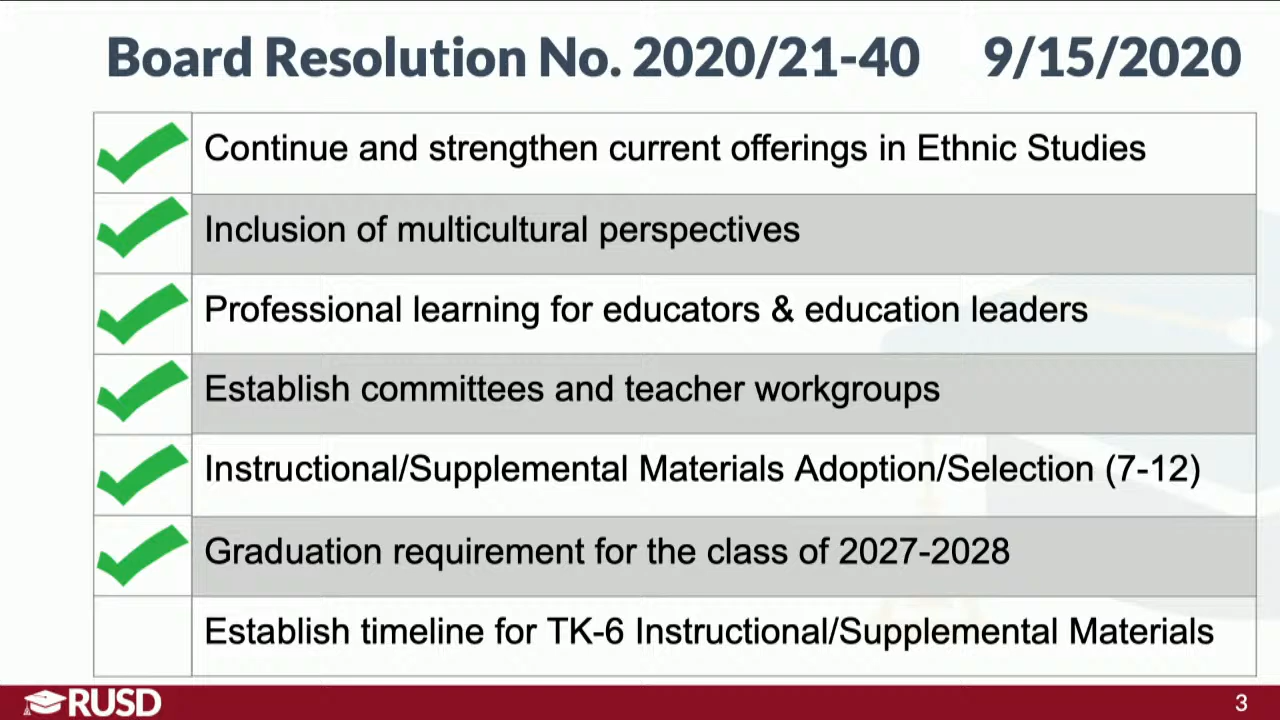 Board Resolution No. 2020/21-40 9/15/2020
Continue and strengthen current offerings in Ethnic Studies
Inclusion of multicultural perspectives
Professional learning for educators & education leaders
Establish committees and teacher workgroups
Instructional/Supplemental Materials Adoption/Selection (7-12)
Graduation requirement for the class of 2027-2028
Establish timeline for TK-6 Instructional/Supplemental Materials
RUSD 3